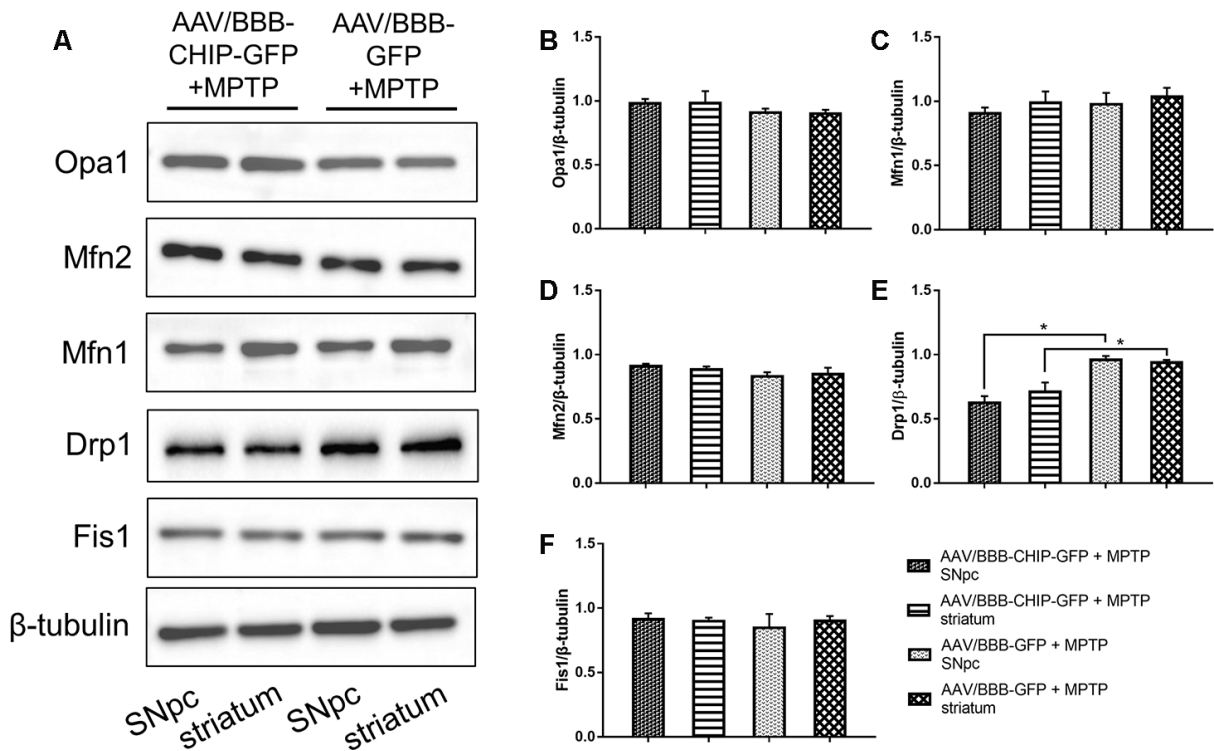 A
AAV/BBB-
CHIP-GFP
+MPTP
AAV/BBB-
GFP
+MPTP
Opa1
Mfn2
Mfn1
Drp1
Fis1
β-tubulin
SNpc
striatum
SNpc
striatum
B
1.5
1.0
0.5
0.0
Opa1/β-tubulin
C
1.5
1.0
0.5
0.0
Mfn1/β-tubulin
D
1.5
1.0
0.5
0.0
Mfn2/β-tubulin
E
1.5
1.0
0.5
0.0
Drp1/β-tubulin
*
*
F
1.5
1.0
0.5
0.0
Fis1/β-tubulin
AAV/BBB-CHIP-GFP + MPTP
SNpc
AAV/BBB-CHIP-GFP + MPTP
striatum
AAV/BBB-GFP + MPTP
SNpc
AAV/BBB-GFP + MPTP
striatum